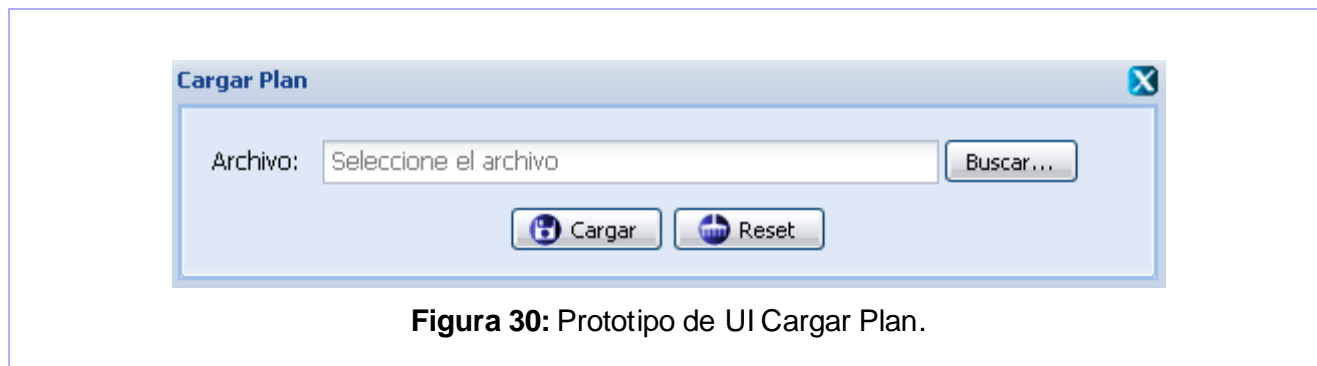 Cargar Plan
Archivo: Seleccione el archivo Buscar...
Cargar Reset
Figura 30: Prototipo de UI Cargar Plan.